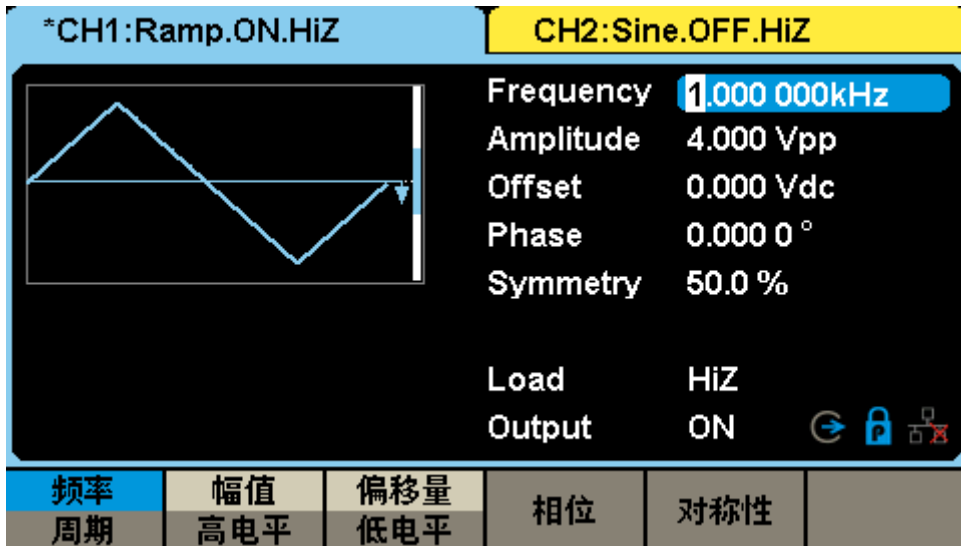 *CH1:Ramp.ON.HiZ
CH2:Sine.OFF.HiZ
Frequency 1.000 000kHz
Amplitude 4.000 Vpp
Offset 0.000 Vdc
Phase 0.000 0 °
Symmetry 50.0 %
Load HiZ
Output ON
P
频率 幅值 偏移量 相位 对称性
周期 高电平 低电平